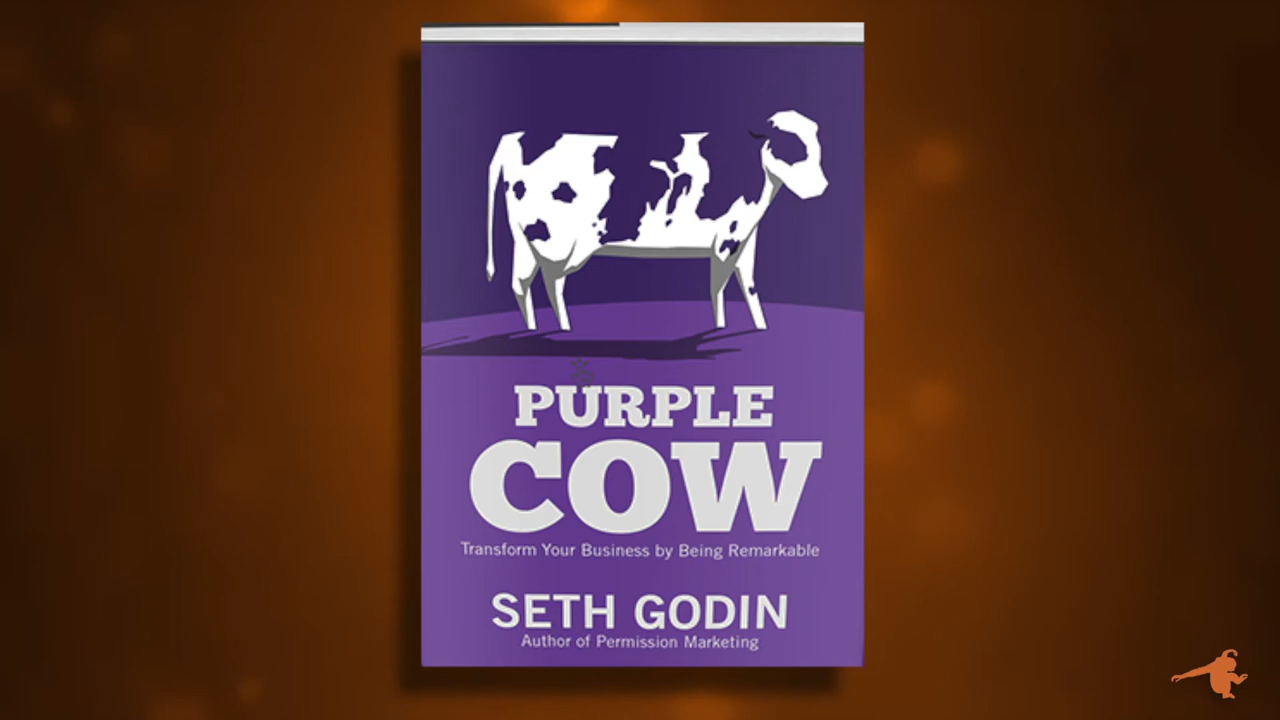 PURPLE
COW
Transform Your Business by Being Remarkable
SETH GODIN
Author of Permission Marketing